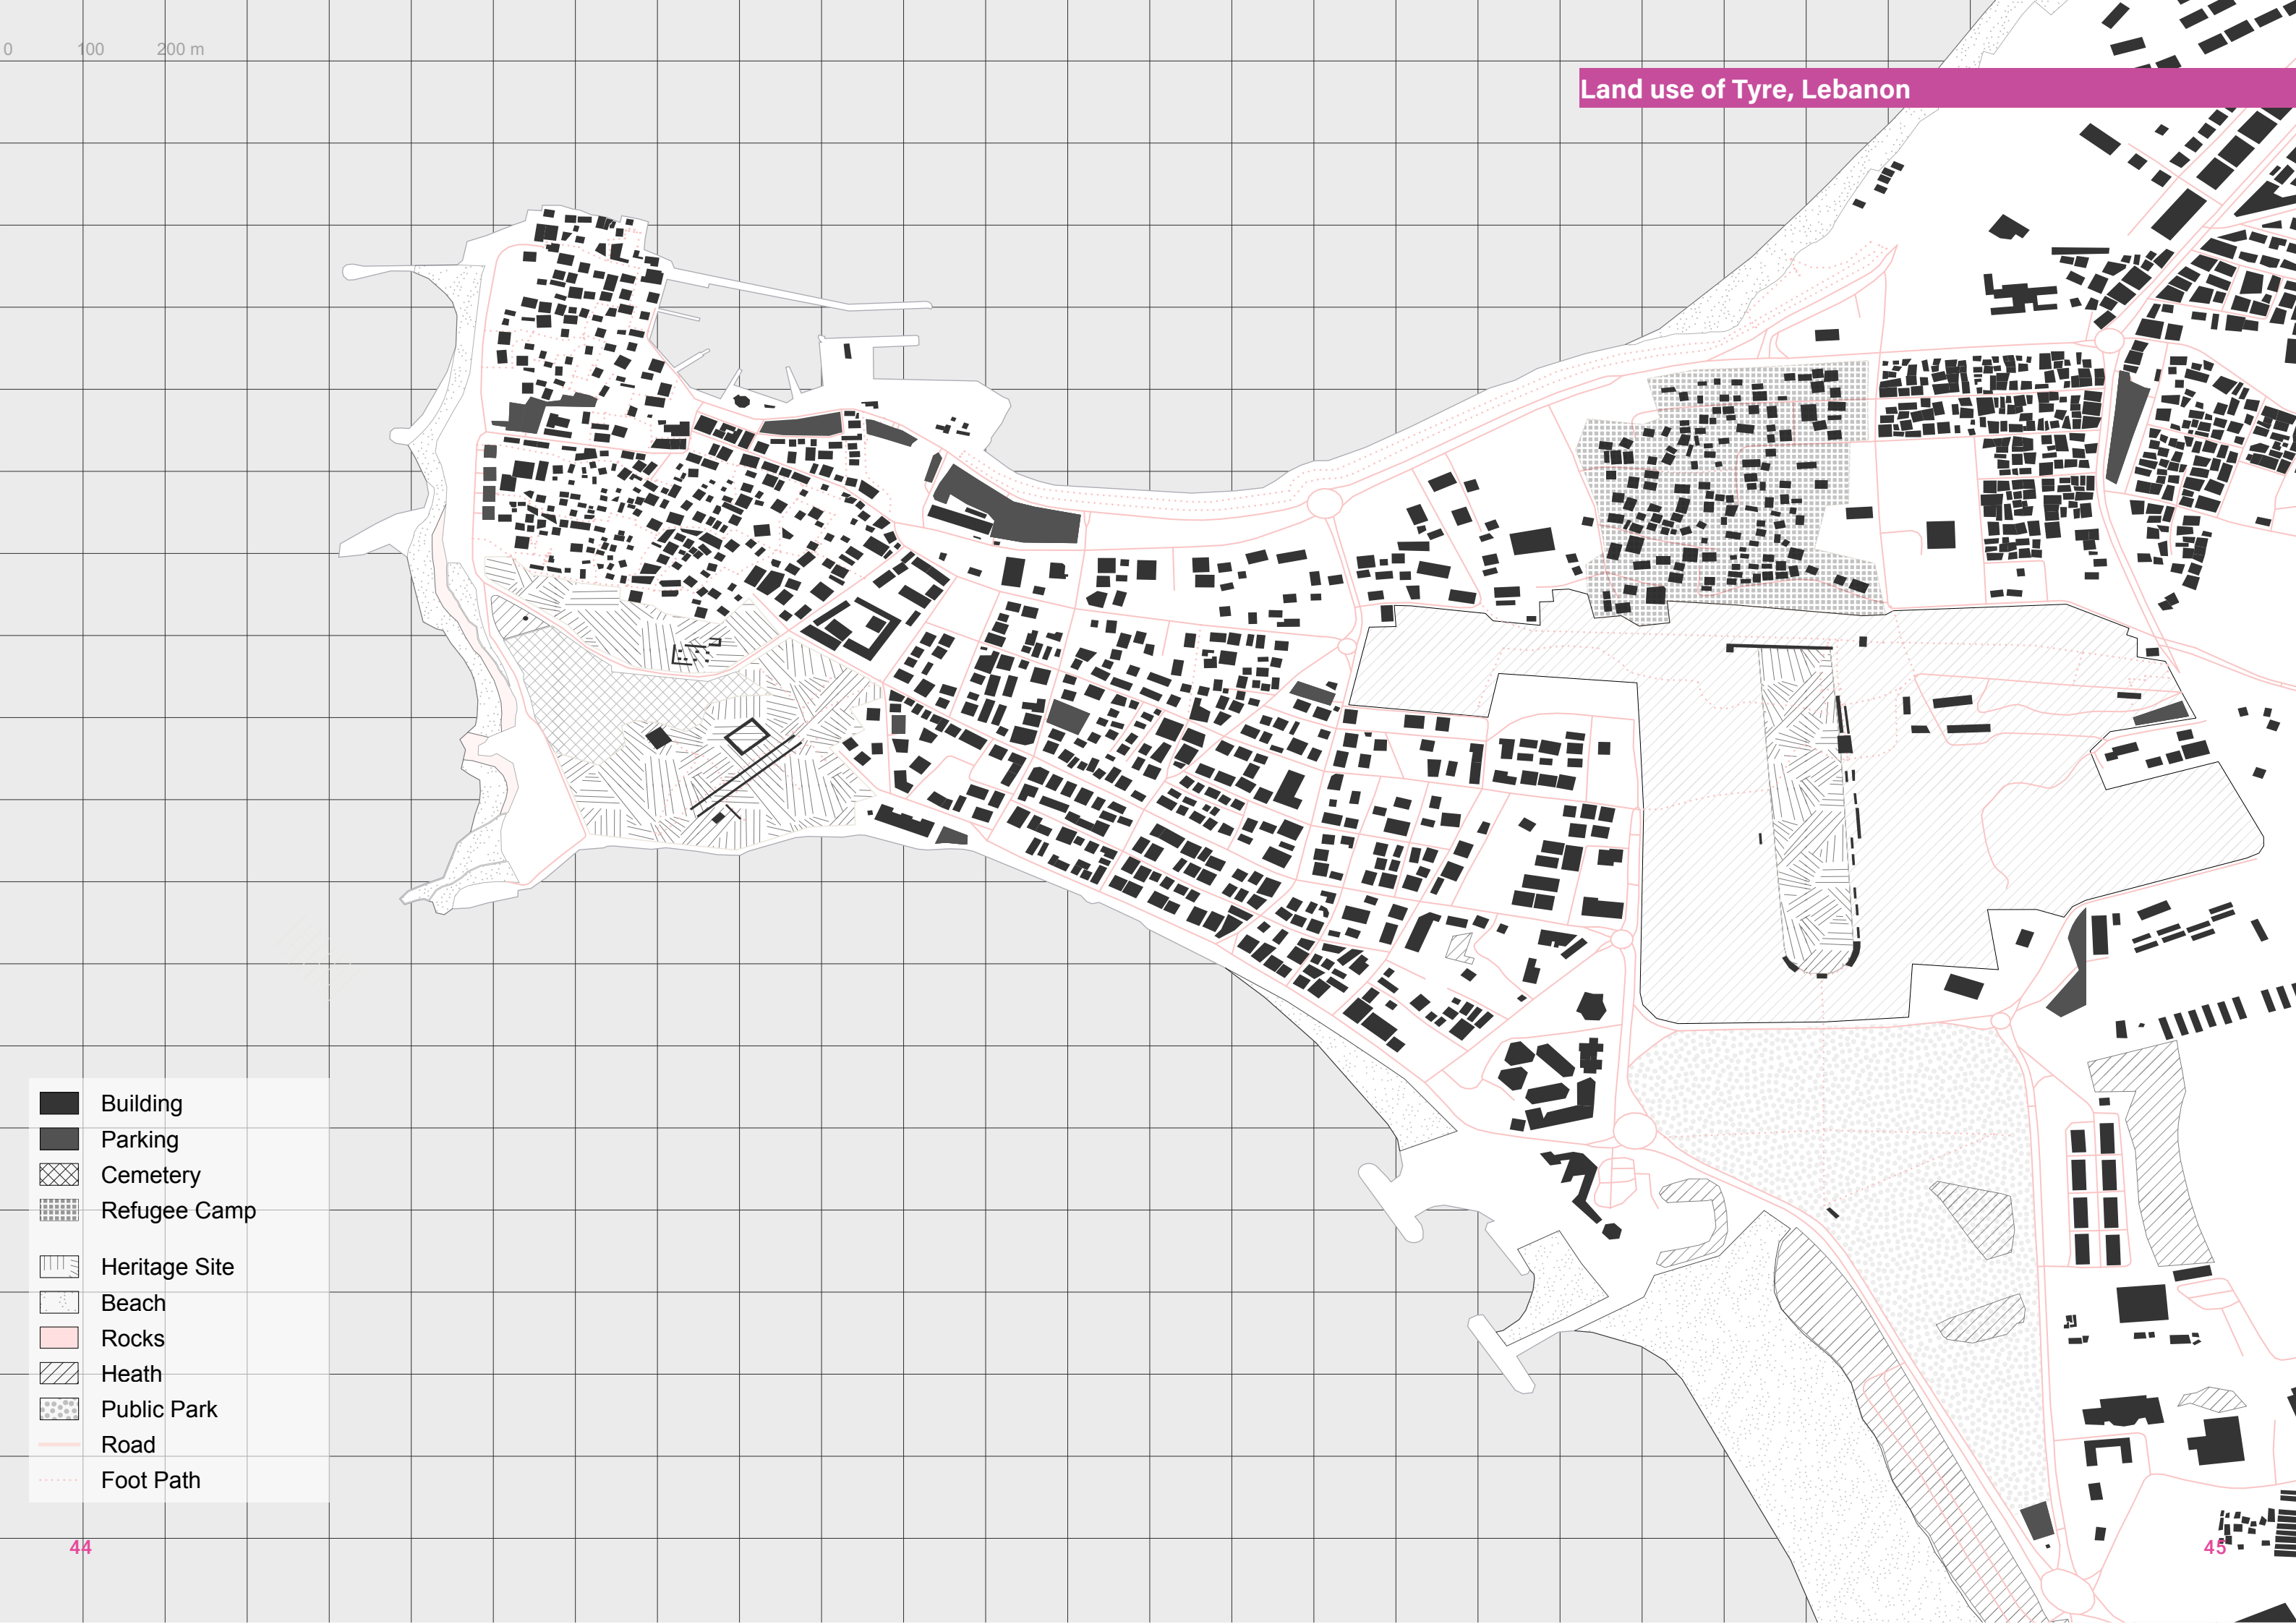 0 100 200 m
Land use of Tyre, Lebanon
Building
Parking
Cemetery
Refugee Camp
Heritage Site
Beach
Rocks
Heath
Public Park
Road
Foot Path
44
45